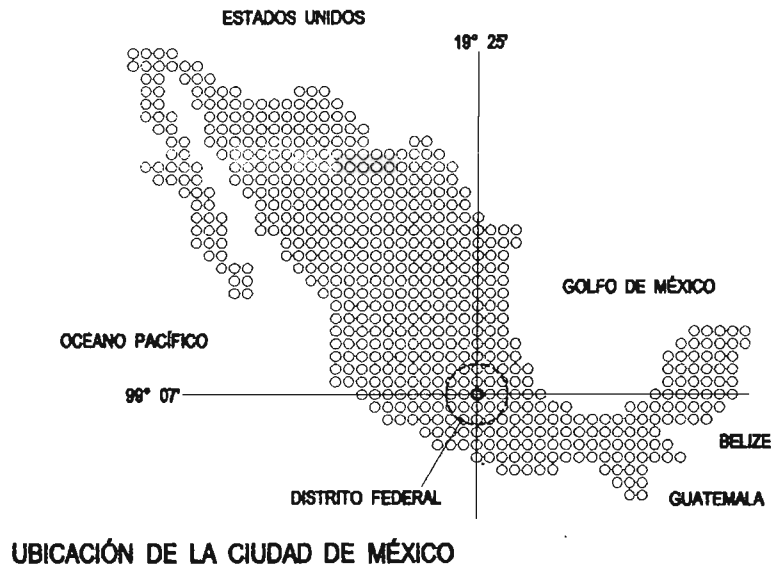 ESTADOS UNIDOS
19° 25'
GOLFO DE MÉXICO
OCEANO PACÍFICO
99° 07'
BELIZE
DISTRITO FEDERAL
GUATEMALA
UBICACIÓN DE LA CIUDAD DE MÉXICO